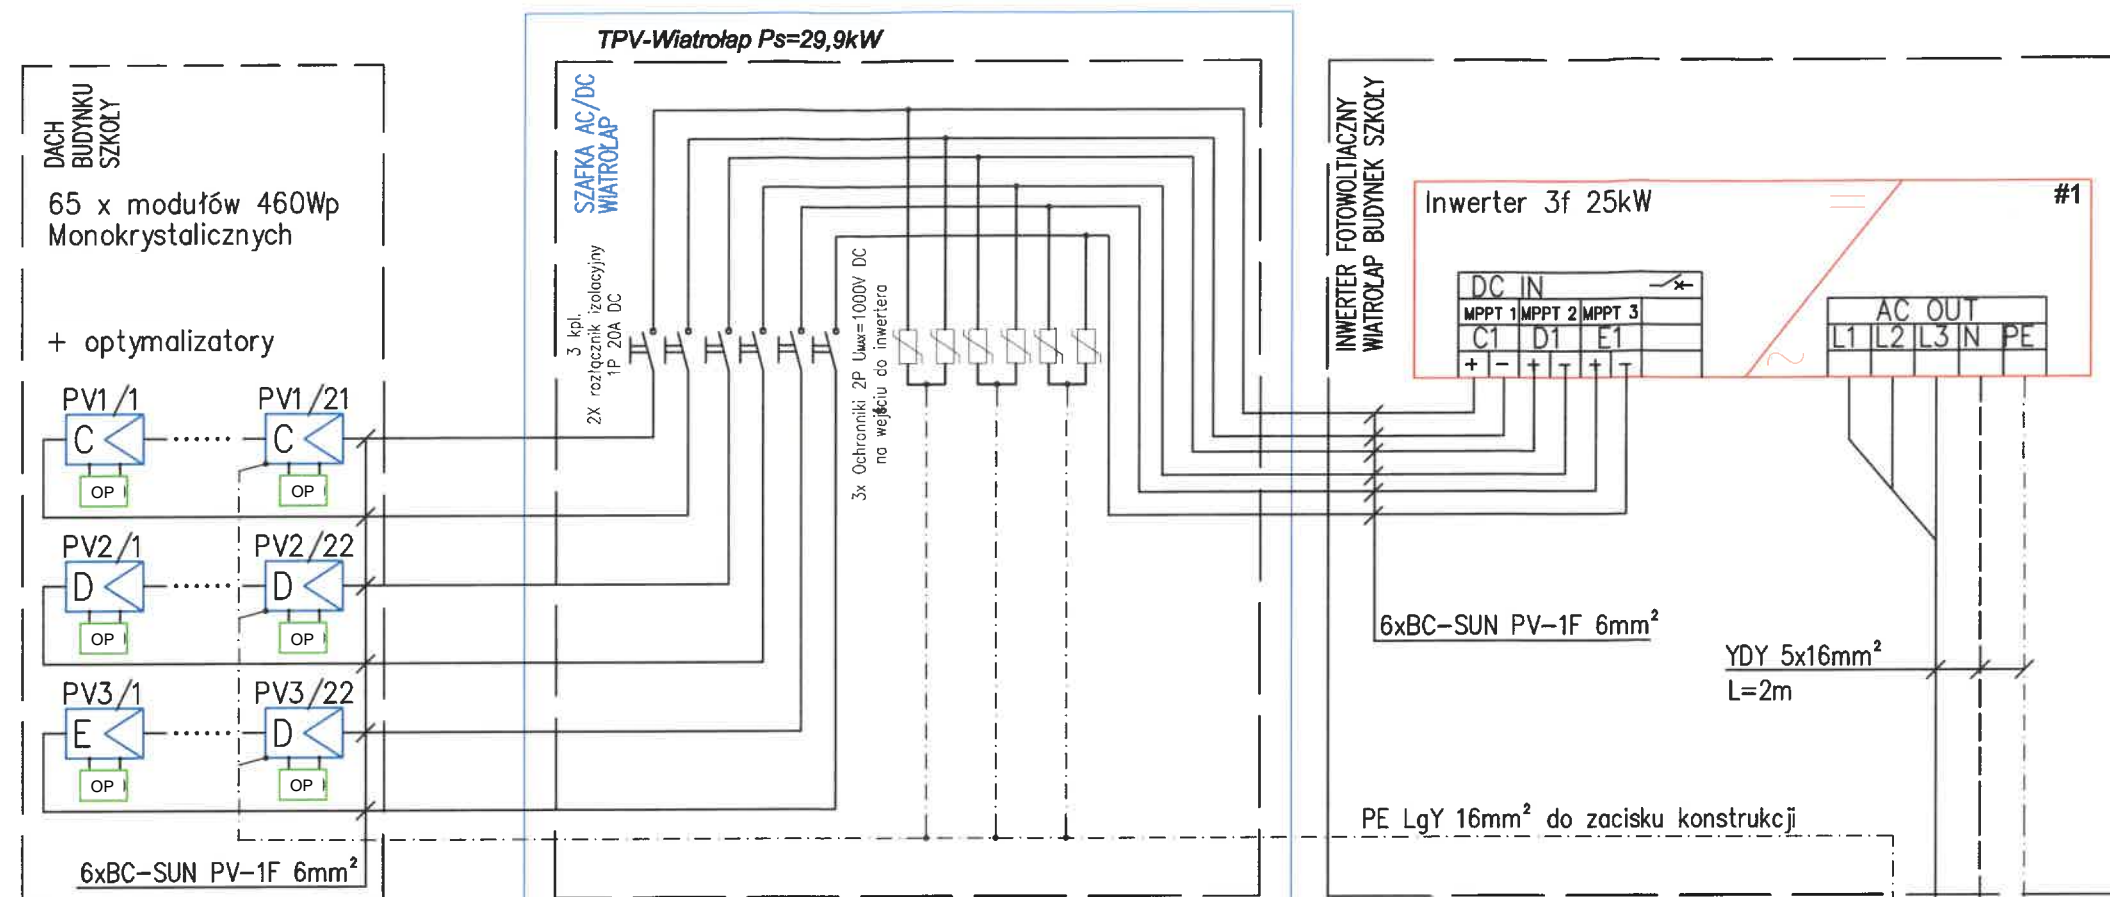 TPV-Wiatrołap Ps=29,9kW
DACH
BUDYNKU
SZKOŁY
65 x modułów 460Wp
Monokrystalicznych
+ optymalizatory
PV1/1
PV1/21
C
C
OP
OP
PV2/1
PV2/22
D
D
OP
OP
PV3/1
PV3/22
E
D
OP
OP
6xBC-SUN PV-1F 6mm²
SZAFKA AC/DC
WIATROŁAP
3 kpl.
2X rozłącznik izolacyjny
1P 20A DC
3x Ochronniki 2P Uмax=1000V DC
na wejściu do inwertera
INWERTER FOTOWOLTIACZNY
WIATROŁAP BUDYNEK SZKOŁY
Inwerter 3f 25kW
#1
DC IN
MPPT 1 MPPT 2 MPPT 3
C1 D1 E1
+ - + - + -
AC OUT
L1 L2 L3 N PE
6xBC-SUN PV-1F 6mm²
YDY 5x16mm²
L=2m
PE LgY 16mm² do zacisku konstrukcji